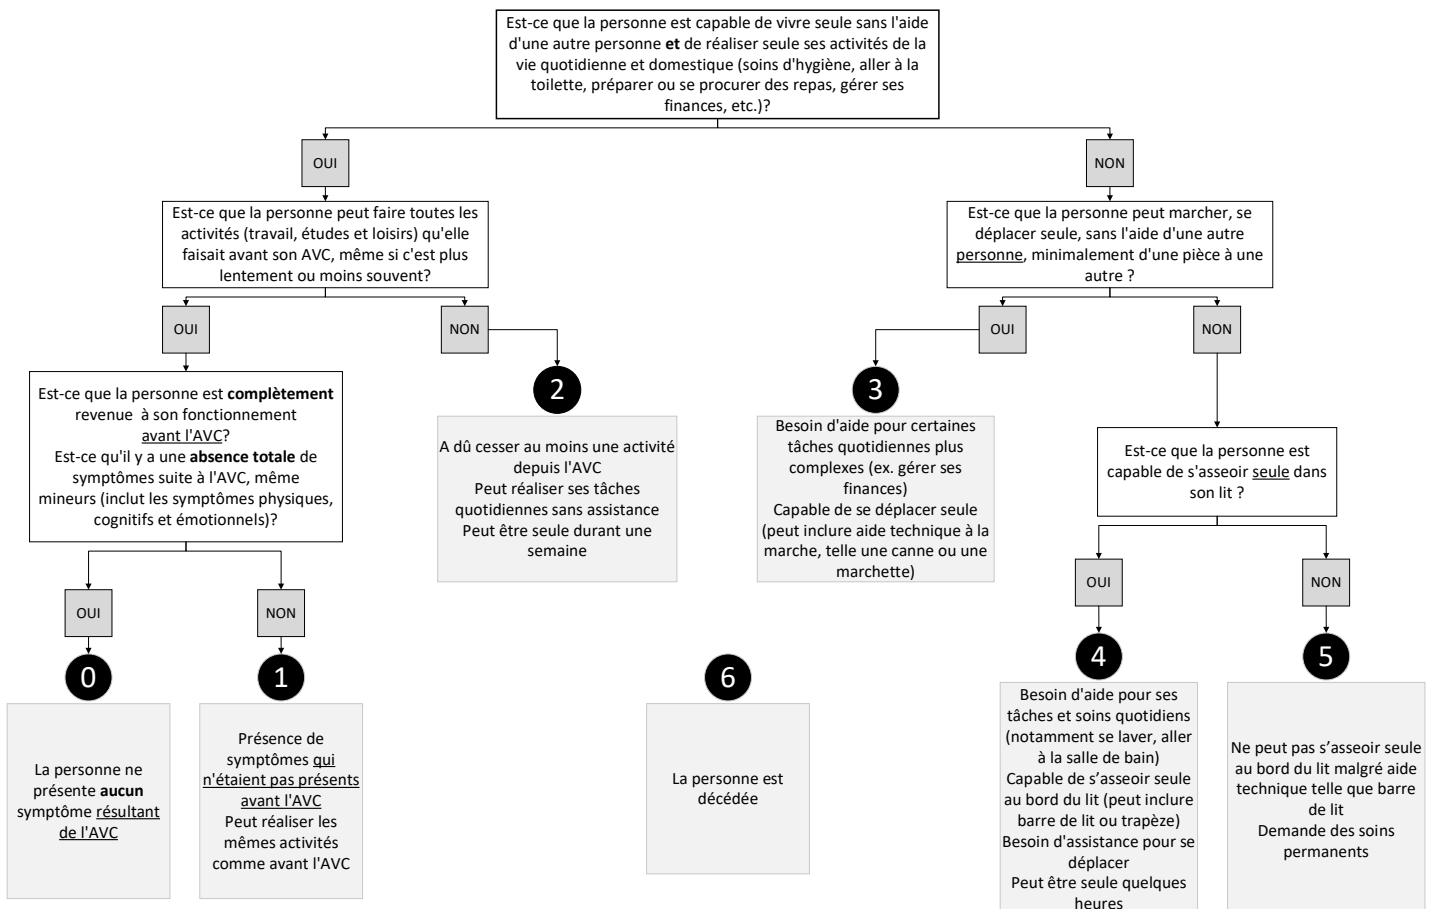 Est-ce que la personne est capable de vivre seule sans l'aide
d'une autre personne et de réaliser seule ses activités de la
vie quotidienne et domestique (soins d'hygiène, aller à la
toilette, préparer ou se procurer des repas, gérer ses
finances, etc.)?
OUI
NON
Est-ce que la personne peut faire toutes les
activités (travail, études et loisirs) qu'elle
faisait avant son AVC, même si c'est plus
lentement ou moins souvent?
Est-ce que la personne peut marcher, se
déplacer seule, sans l'aide d'une autre
personne, minimalement d'une pièce à une
autre ?
OUI
NON
OUI
NON
Est-ce que la personne est complètement
revenue à son fonctionnement
avant l'AVC?
Est-ce qu'il y a une absence totale de
symptômes suite à l'AVC, même
mineurs (inclut les symptômes physiques,
cognitifs et émotionnels)?
2
A dû cesser au moins une activité
depuis l'AVC
Peut réaliser ses tâches
quotidiennes sans assistance
Peut être seule durant une
semaine
3
Besoin d'aide pour certaines
tâches quotidiennes plus
complexes (ex. gérer ses
finances)
Capable de se déplacer seule
(peut inclure aide technique à la
marche, telle une canne ou une
marchette)
Est-ce que la personne est
capable de s'asseoir seule dans
son lit ?
OUI
NON
OUI
NON
0
La personne ne
présente aucun
symptôme résultant
de l'AVC
1
Présence de
symptômes qui
n'étaient pas présents
avant l'AVC
Peut réaliser les
mêmes activités
comme avant l'AVC
6
La personne est
décédée
4
Besoin d'aide pour ses
tâches et soins quotidiens
(notamment se laver, aller
à la salle de bain)
Capable de s’asseoir seule
au bord du lit (peut inclure
barre de lit ou trapèze)
Besoin d'assistance pour se
déplacer
Peut être seule quelques
heures
5
Ne peut pas s’asseoir seule
au bord du lit malgré aide
technique telle que barre
de lit
Demande des soins
permanents